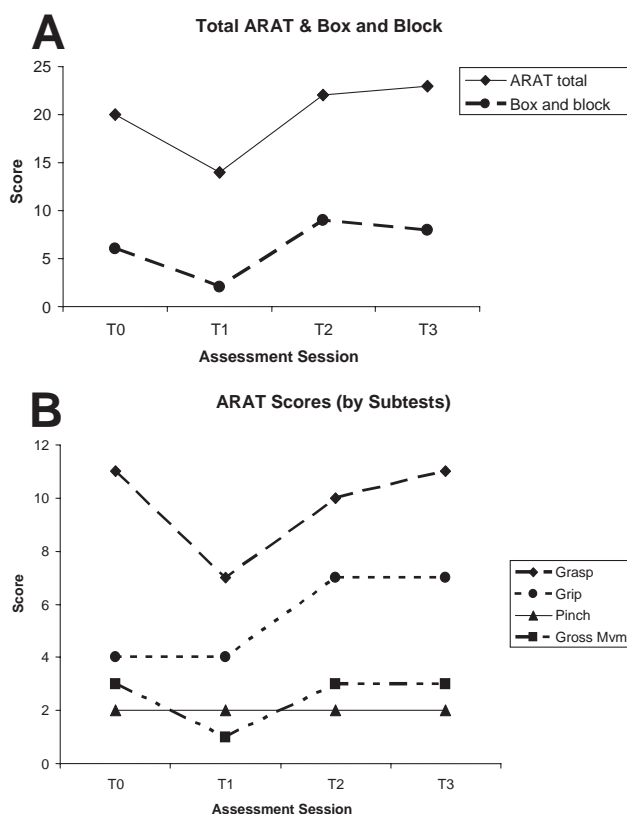 A
Total ARAT & Box and Block
25
20
15
10
5
0
Score
T0 T1 T2 T3
Assessment Session
ARAT total
Box and block
B
ARAT Scores (by Subtests)
12
10
8
6
4
2
0
Score
T0 T1 T2 T3
Assessment Session
Grasp
Grip
Pinch
Gross Mvm